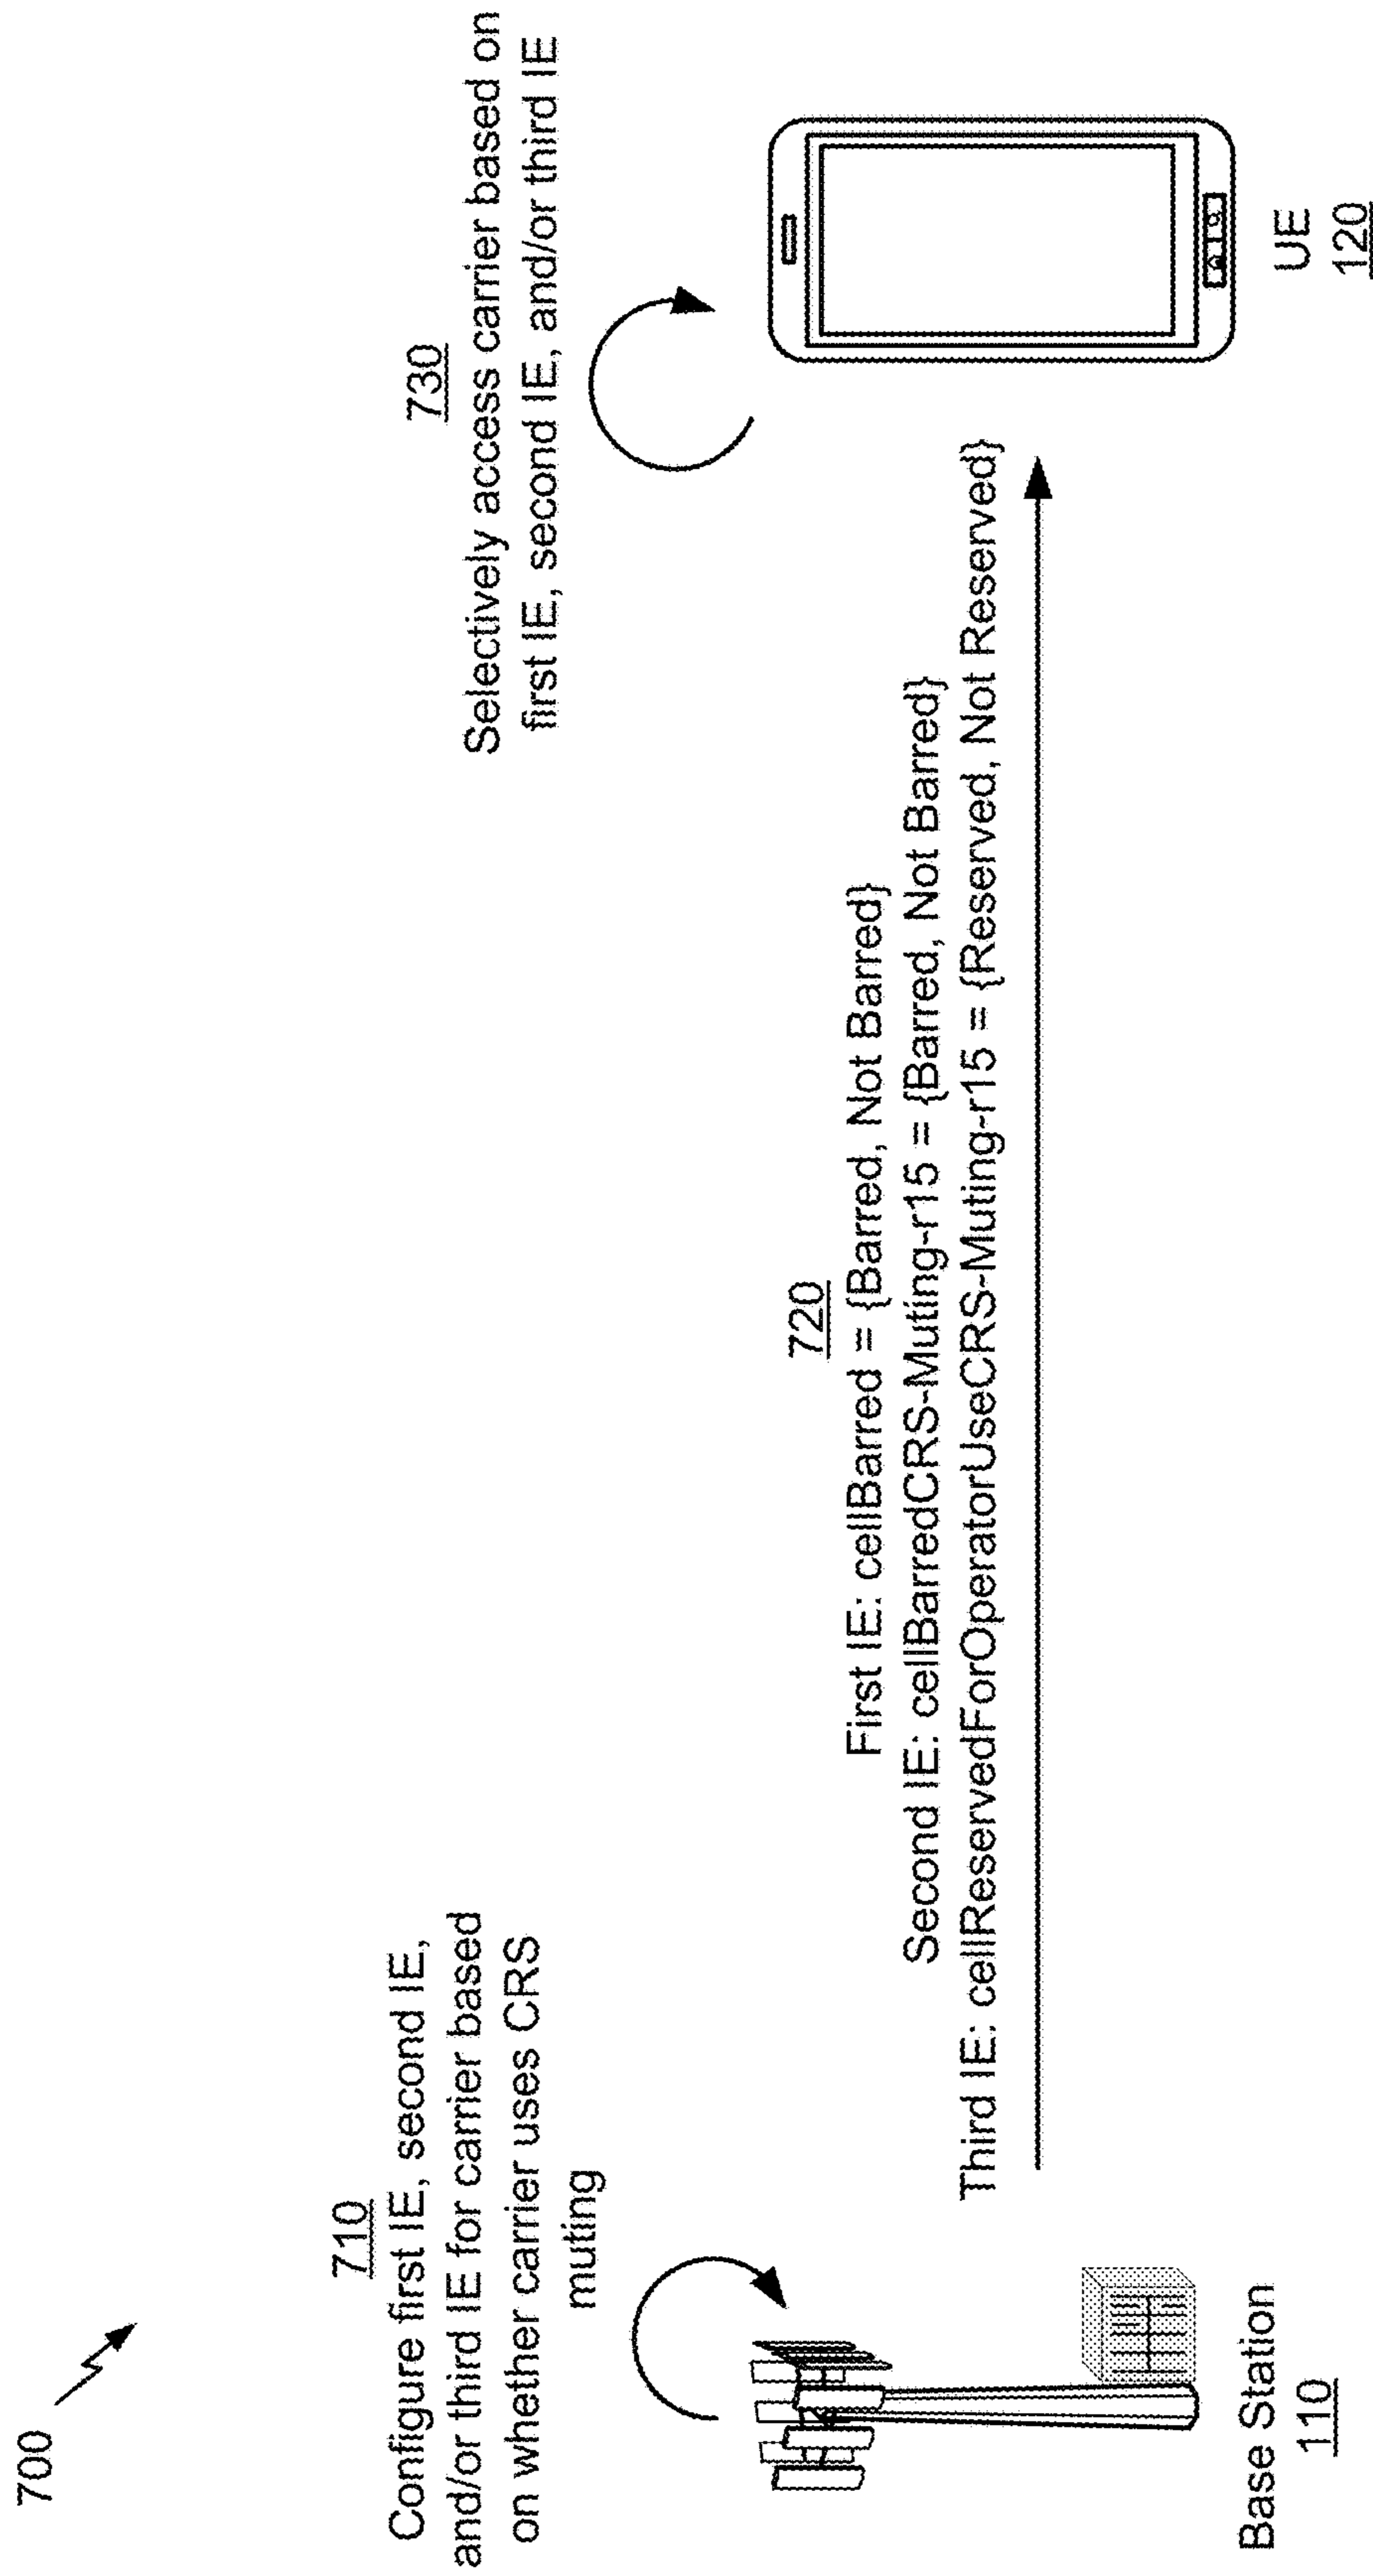 700
710
Configure first IE, second IE,
and/or third IE for carrier based
on whether carrier uses CRS
muting
720
First IE: cellBarred = {Barred, Not Barred}
Second IE: cellBarredCRS-Muting-r15 = {Barred, Not Barred}
Third IE: cellReservedForOperatorUseCRS-Muting-r15 = {Reserved, Not Reserved}
730
Selectively access carrier based on
first IE, second IE, and/or third IE
Base Station
110
UE
120